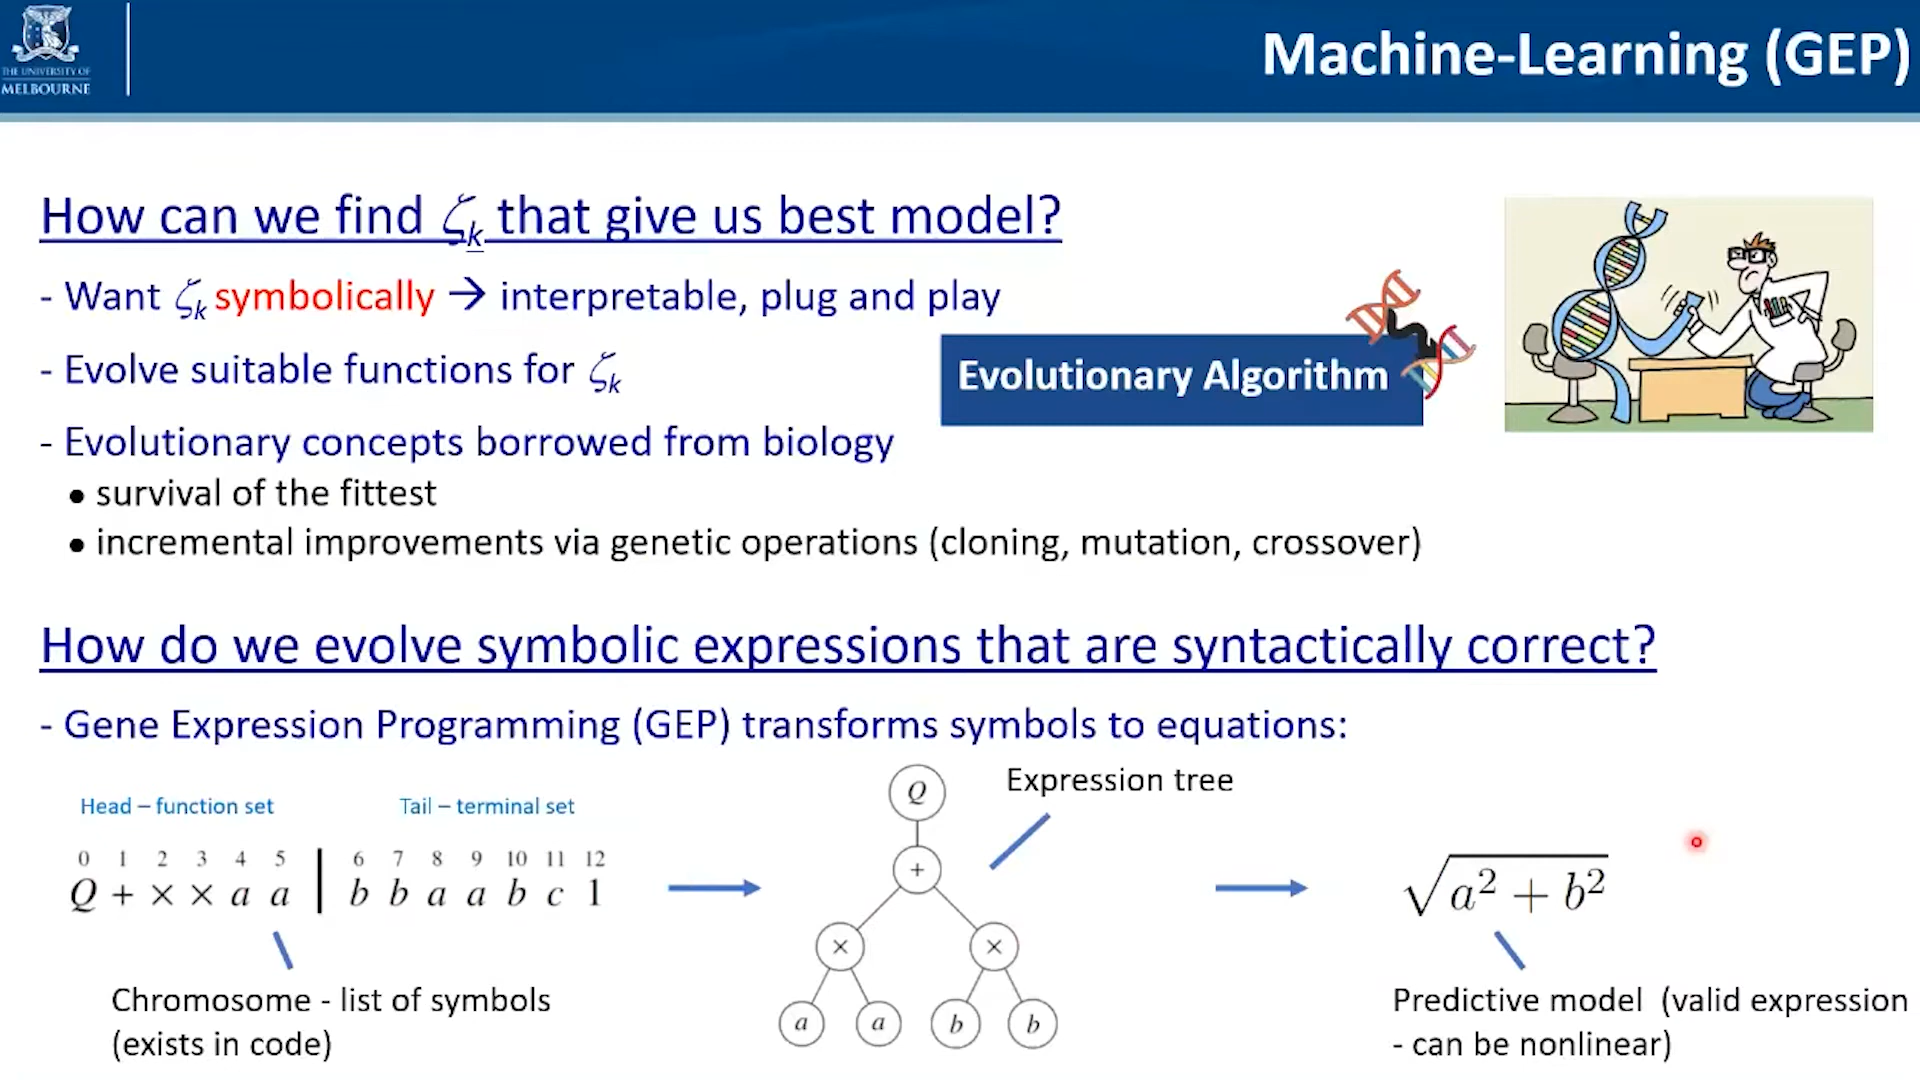 THE UNIVERSITY OF
MELBOURNE
Machine-Learning (GEP)
How can we find ζk that give us best model?
- Want ζk symbolically → interpretable, plug and play
- Evolve suitable functions for ζk
Evolutionary Algorithm
- Evolutionary concepts borrowed from biology
• survival of the fittest
• incremental improvements via genetic operations (cloning, mutation, crossover)
How do we evolve symbolic expressions that are syntactically correct?
- Gene Expression Programming (GEP) transforms symbols to equations:
Head – function set
Tail – terminal set
0 1 2 3 4 5 | 6 7 8 9 10 11 12
Q + × × a a | b b a a b c 1
Chromosome - list of symbols
(exists in code)
Expression tree
Q
+
× ×
a a b b
√a² + b²
Predictive model (valid expression
- can be nonlinear)